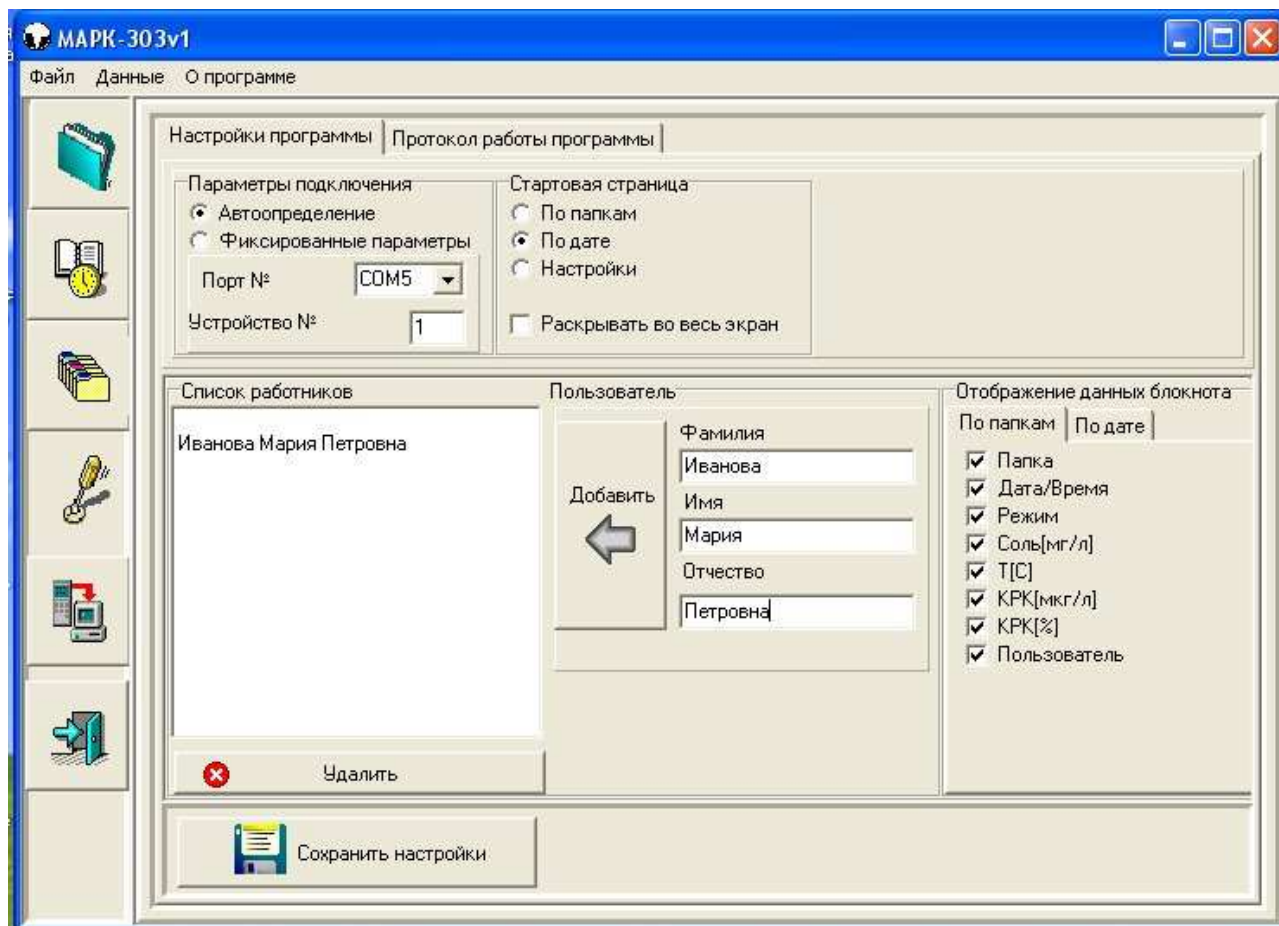 МАРК-303v1
Файл Данные О программе
Настройки программы Протокол работы программы
Параметры подключения
Автоопределение
Фиксированные параметры
Порт № COM5
Устройство № 1
Стартовая страница
По папкам
По дате
Настройки
Раскрывать во весь экран
Список работников
Иванова Мария Петровна
Удалить
Пользователь
Добавить
Фамилия
Иванова
Имя
Мария
Отчество
Петровна
Отображение данных блокнота
По папкам По дате
Папка
Дата/Время
Режим
Соль[мг/л]
T[C]
КРК[мкг/л]
КРК[%]
Пользователь
Сохранить настройки